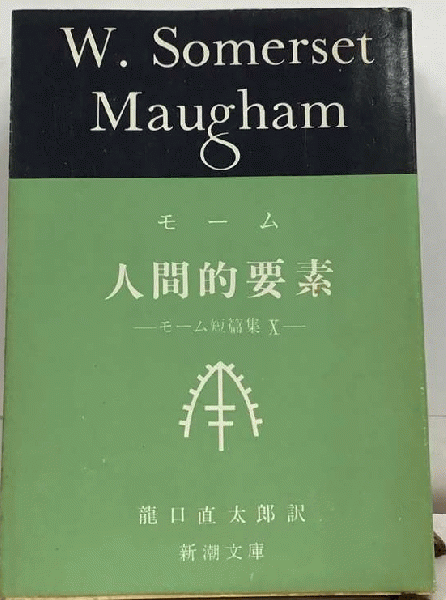 W. Somerset
Maugham
モーム
人間的要素
—モーム短篇集 X—
龍口直太郎訳
新潮文庫